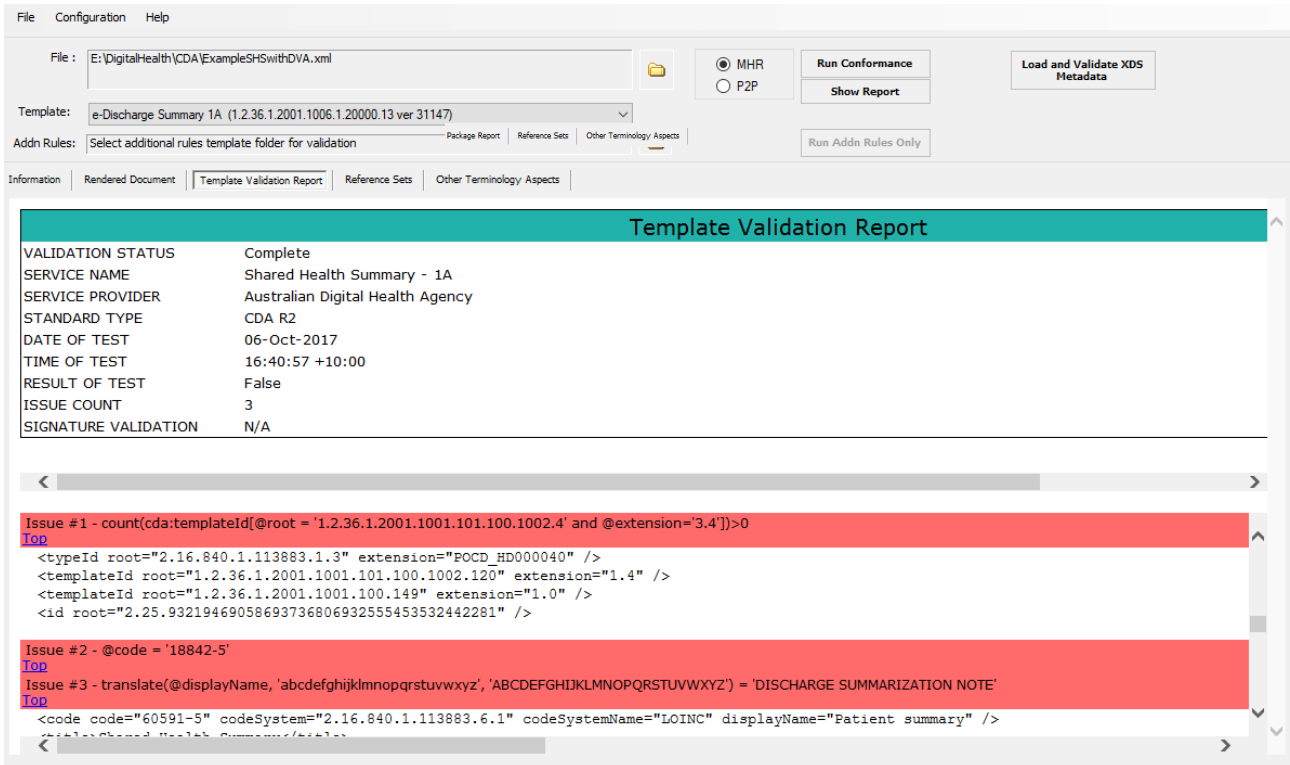 File Configuration Help
File : E:\DigitalHealth\CDA\ExampleSHSwithDVA.xml
MHR
P2P
Run Conformance
Show Report
Load and Validate XDS
Metadata
Template: e-Discharge Summary 1A (1.2.36.1.2001.1006.1.20000.13 ver 31147)
Package Report Reference Sets Other Terminology Aspects
Addn Rules: Select additional rules template folder for validation
Run Addn Rules Only
Information Rendered Document Template Validation Report Reference Sets Other Terminology Aspects
Template Validation Report
VALIDATION STATUS Complete
SERVICE NAME Shared Health Summary - 1A
SERVICE PROVIDER Australian Digital Health Agency
STANDARD TYPE CDA R2
DATE OF TEST 06-Oct-2017
TIME OF TEST 16:40:57 +10:00
RESULT OF TEST False
ISSUE COUNT 3
SIGNATURE VALIDATION N/A
Issue #1 - count(cda:templateId[@root = '1.2.36.1.2001.1001.101.100.1002.4' and @extension='3.4'])>0
Top
<typeId root="2.16.840.1.113883.1.3" extension="POCD_HD000040" />
<templateId root="1.2.36.1.2001.1001.101.100.1002.120" extension="1.4" />
<templateId root="1.2.36.1.2001.1001.100.149" extension="1.0" />
<id root="2.25.93219469058693736806932555453532442281" />
Issue #2 - @code = '18842-5'
Top
Issue #3 - translate(@displayName, 'abcdefghijklmnopqrstuvwxyz', 'ABCDEFGHIJKLMNOPQRSTUVWXYZ') = 'DISCHARGE SUMMARIZATION NOTE'
Top
<code code="60591-5" codeSystem="2.16.840.1.113883.6.1" codeSystemName="LOINC" displayName="Patient summary" />
<title>Shared Health Summary</title>